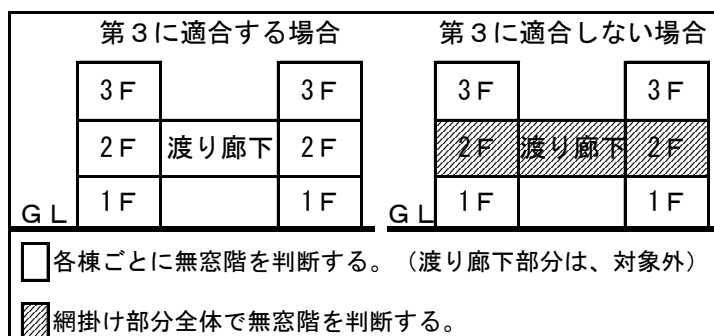 第３に適合する場合 第３に適合しない場合
３Ｆ ３Ｆ ３Ｆ ３Ｆ
２Ｆ 渡り廊下 ２Ｆ ２Ｆ 渡り廊下 ２Ｆ
ＧＬ １Ｆ １Ｆ ＧＬ １Ｆ １Ｆ
各棟ごとに無窓階を判断する。（渡り廊下部分は、対象外）
網掛け部分全体で無窓階を判断する。